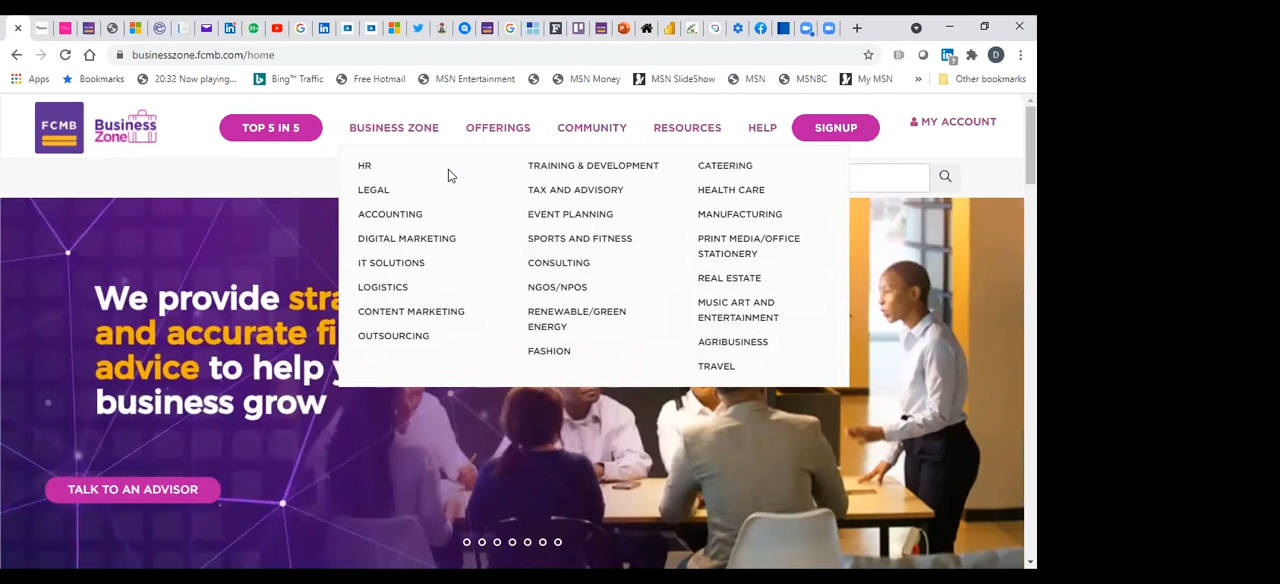 businesszone.fcmb.com/home
D
Apps
Bookmarks
20:32 Now playing...
Bing™ Traffic
Free Hotmail
MSN Entertainment
MSN Money
MSN SlideShow
MSN
MSNBC
My MSN
»
Other bookmarks
FCMB
Business
Zone
TOP 5 IN 5
BUSINESS ZONE
OFFERINGS
COMMUNITY
RESOURCES
HELP
SIGNUP
MY ACCOUNT
HR
LEGAL
ACCOUNTING
DIGITAL MARKETING
IT SOLUTIONS
LOGISTICS
CONTENT MARKETING
OUTSOURCING
TRAINING & DEVELOPMENT
TAX AND ADVISORY
EVENT PLANNING
SPORTS AND FITNESS
CONSULTING
NGOS/NPOS
RENEWABLE/GREEN
ENERGY
FASHION
CATEERING
HEALTH CARE
MANUFACTURING
PRINT MEDIA/OFFICE
STATIONERY
REAL ESTATE
MUSIC ART AND
ENTERTAINMENT
AGRIBUSINESS
TRAVEL
We provide
and accurate
advice to help
business grow
TALK TO AN ADVISOR